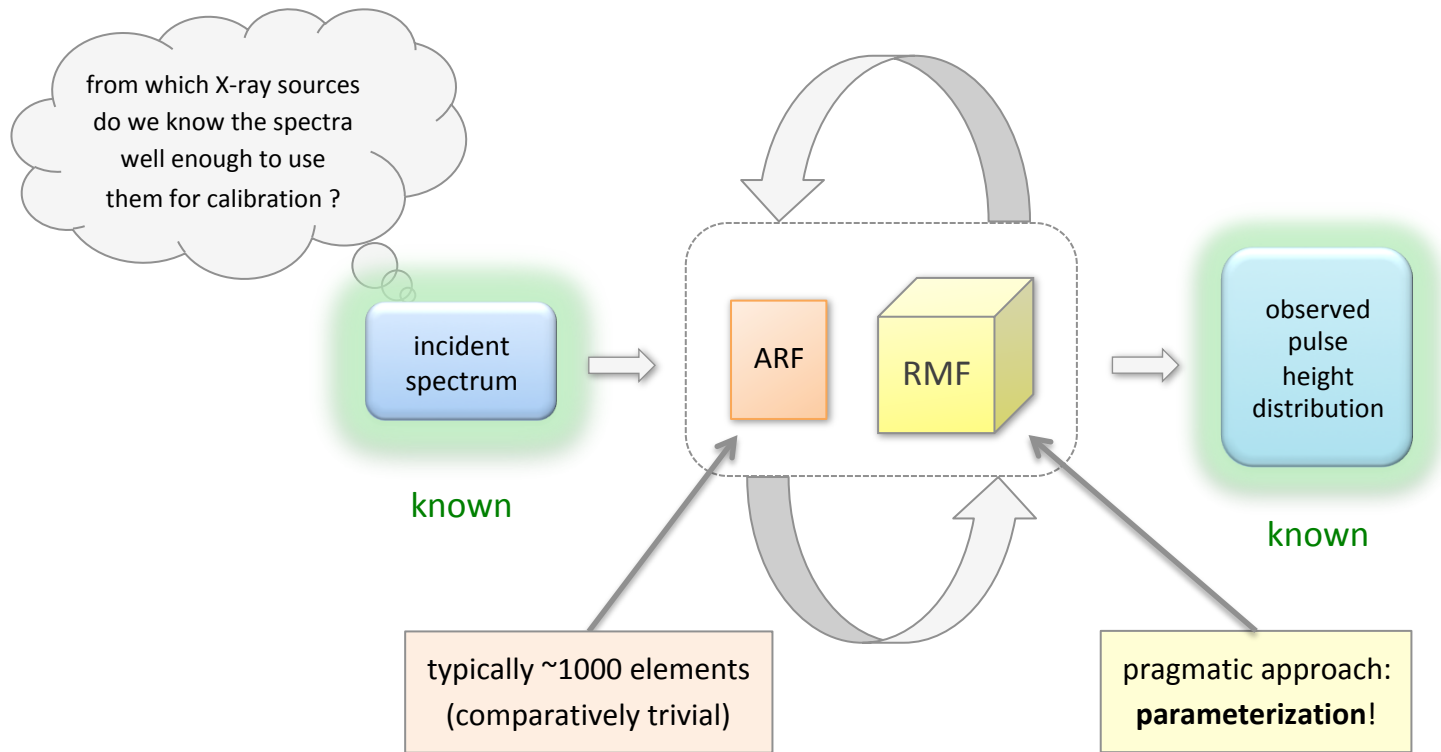 from which X-ray sources
do we know the spectra
well enough to use
them for calibration ?
incident
spectrum
known
ARF
RMF
observed
pulse
height
distribution
known
typically ~1000 elements
(comparatively trivial)
pragmatic approach:
parameterization!